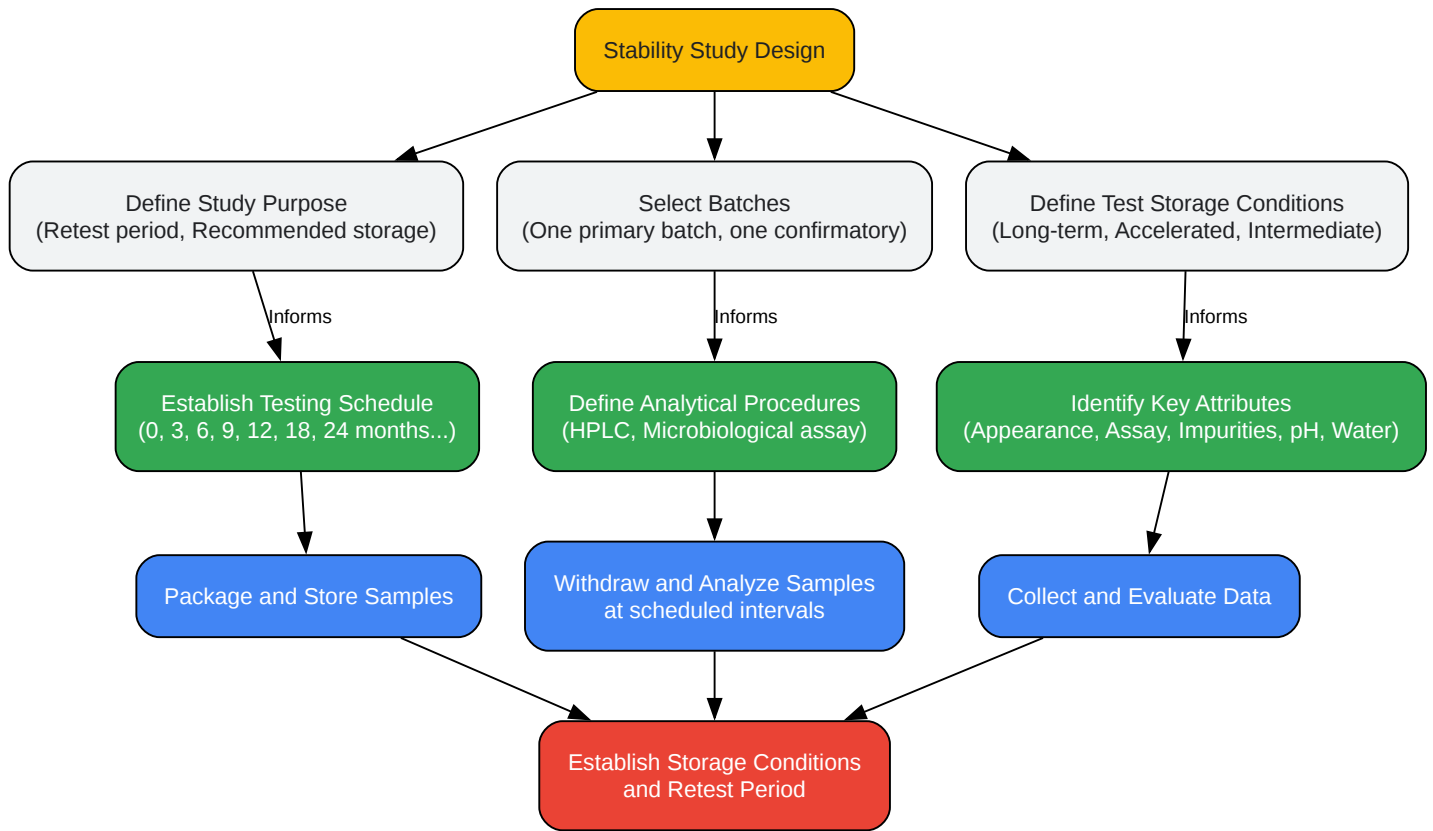 Stability Study Design
Define Study Purpose
(Retest period, Recommended storage)
Select Batches
(One primary batch, one confirmatory)
Define Test Storage Conditions
(Long-term, Accelerated, Intermediate)
Informs
Informs
Informs
Establish Testing Schedule
(0, 3, 6, 9, 12, 18, 24 months...)
Define Analytical Procedures
(HPLC, Microbiological assay)
Identify Key Attributes
(Appearance, Assay, Impurities, pH, Water)
Package and Store Samples
Withdraw and Analyze Samples
at scheduled intervals
Collect and Evaluate Data
Establish Storage Conditions
and Retest Period